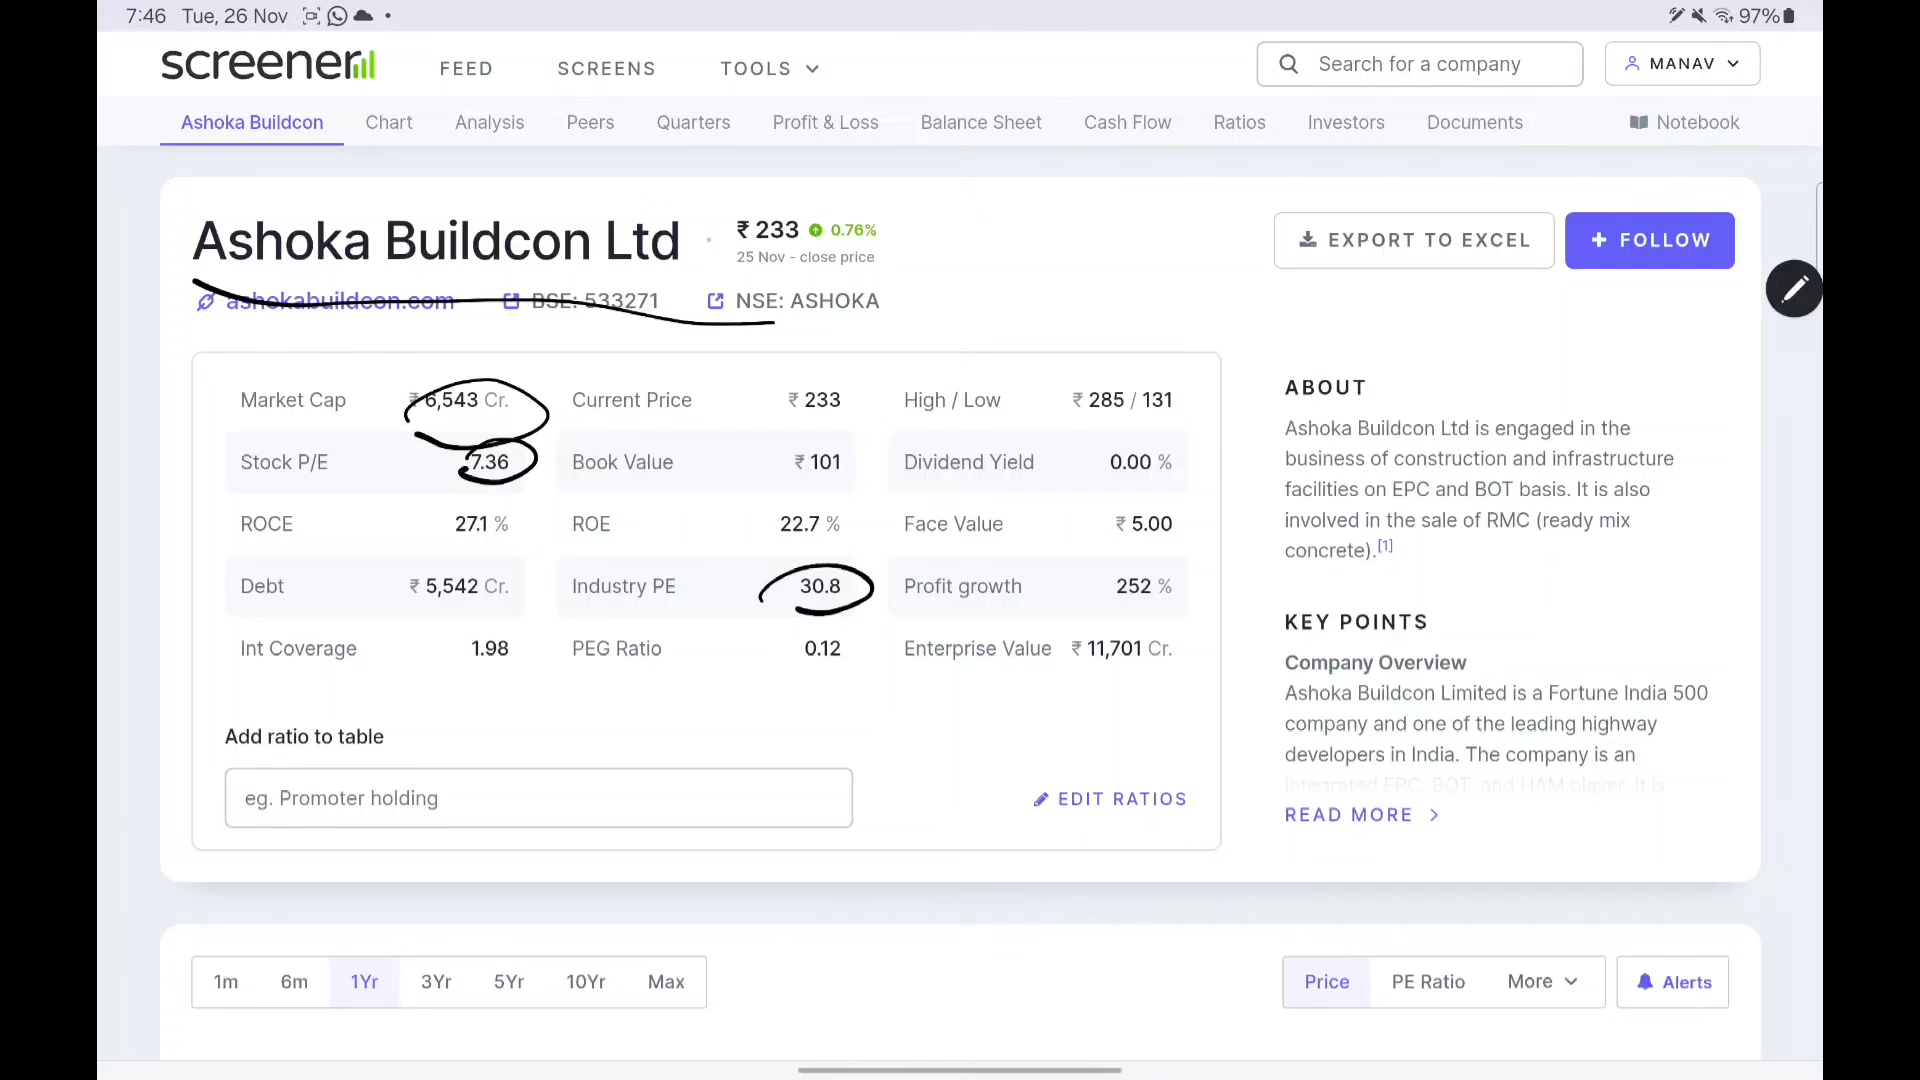 7:46 Tue, 26 Nov 97%
screener FEED SCREENS TOOLS Search for a company MANAV
Ashoka Buildcon Chart Analysis Peers Quarters Profit & Loss Balance Sheet Cash Flow Ratios Investors Documents Notebook
Ashoka Buildcon Ltd ₹ 233 0.76%
25 Nov - close price
EXPORT TO EXCEL + FOLLOW
ashokabuildcon.com BSE: 533271 NSE: ASHOKA
Market Cap ₹ 6,543 Cr. Current Price ₹ 233 High / Low ₹ 285 / 131
Stock P/E 7.36 Book Value ₹ 101 Dividend Yield 0.00 %
ROCE 27.1 % ROE 22.7 % Face Value ₹ 5.00
Debt ₹ 5,542 Cr. Industry PE 30.8 Profit growth 252 %
Int Coverage 1.98 PEG Ratio 0.12 Enterprise Value ₹ 11,701 Cr.
Add ratio to table
eg. Promoter holding EDIT RATIOS
ABOUT
Ashoka Buildcon Ltd is engaged in the
business of construction and infrastructure
facilities on EPC and BOT basis. It is also
involved in the sale of RMC (ready mix
concrete).[1]
KEY POINTS
Company Overview
Ashoka Buildcon Limited is a Fortune India 500
company and one of the leading highway
developers in India. The company is an
integrated EPC, BOT, and HAM player. It is
READ MORE
1m 6m 1Yr 3Yr 5Yr 10Yr Max Price PE Ratio More Alerts